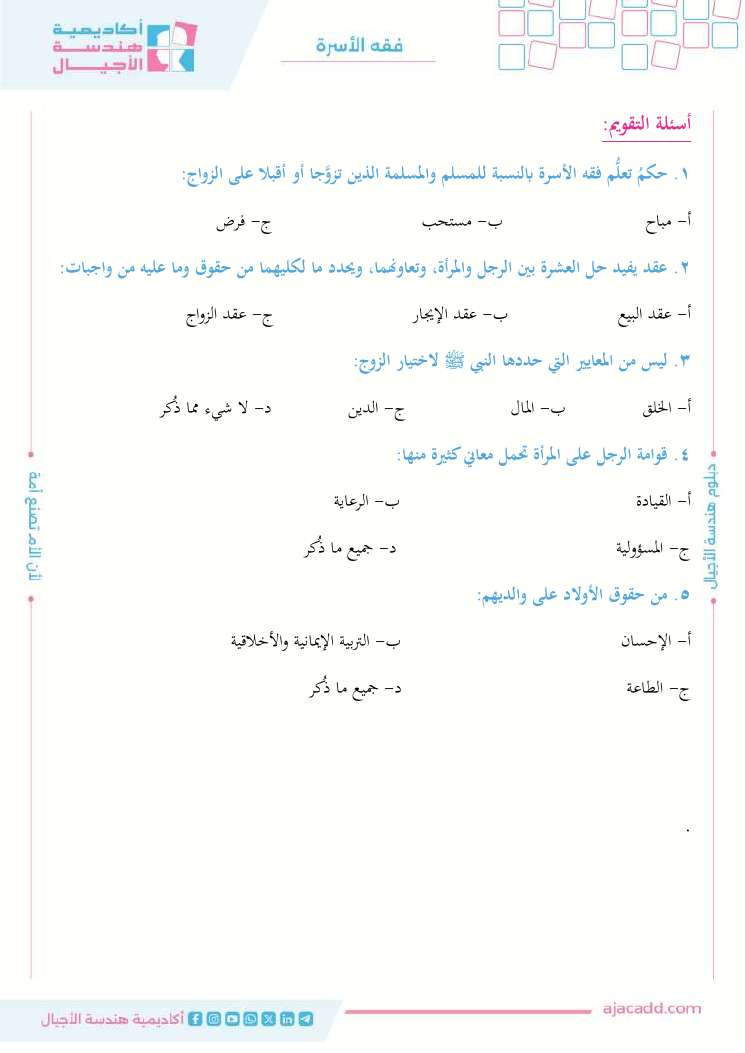 أكاديمية
هندسة
الأجيال
فقه الأسرة
أسئلة التقويم:
١. حكمُ تعلُّم فقه الأسرة بالنسبة للمسلم والمسلمة الذين تزوَّجا أو أقبلا على الزواج:
أ- مباح ب- مستحب ج- فرض
٢. عقد يفيد حل العشرة بين الرجل والمرأة، وتعاونهما، ويحدد ما لكليهما من حقوق وما عليه من واجبات:
أ- عقد البيع ب- عقد الإيجار ج- عقد الزواج
٣. ليس من المعايير التي حددها النبي ﷺ لاختيار الزوج:
أ- الخلق ب- المال ج- الدين د- لا شيء مما ذُكر
٤. قوامة الرجل على المرأة تحمل معاني كثيرة منها:
أ- القيادة ب- الرعاية
ج- المسؤولية د- جميع ما ذُكر
٥. من حقوق الأولاد على والديهم:
أ- الإحسان ب- التربية الإيمانية والأخلاقية
ج- الطاعة د- جميع ما ذُكر
.
دبلوم هندسة الأجيال
لأن الأم تصنع أمة
أكاديمية هندسة الأجيال
ajacadd.com